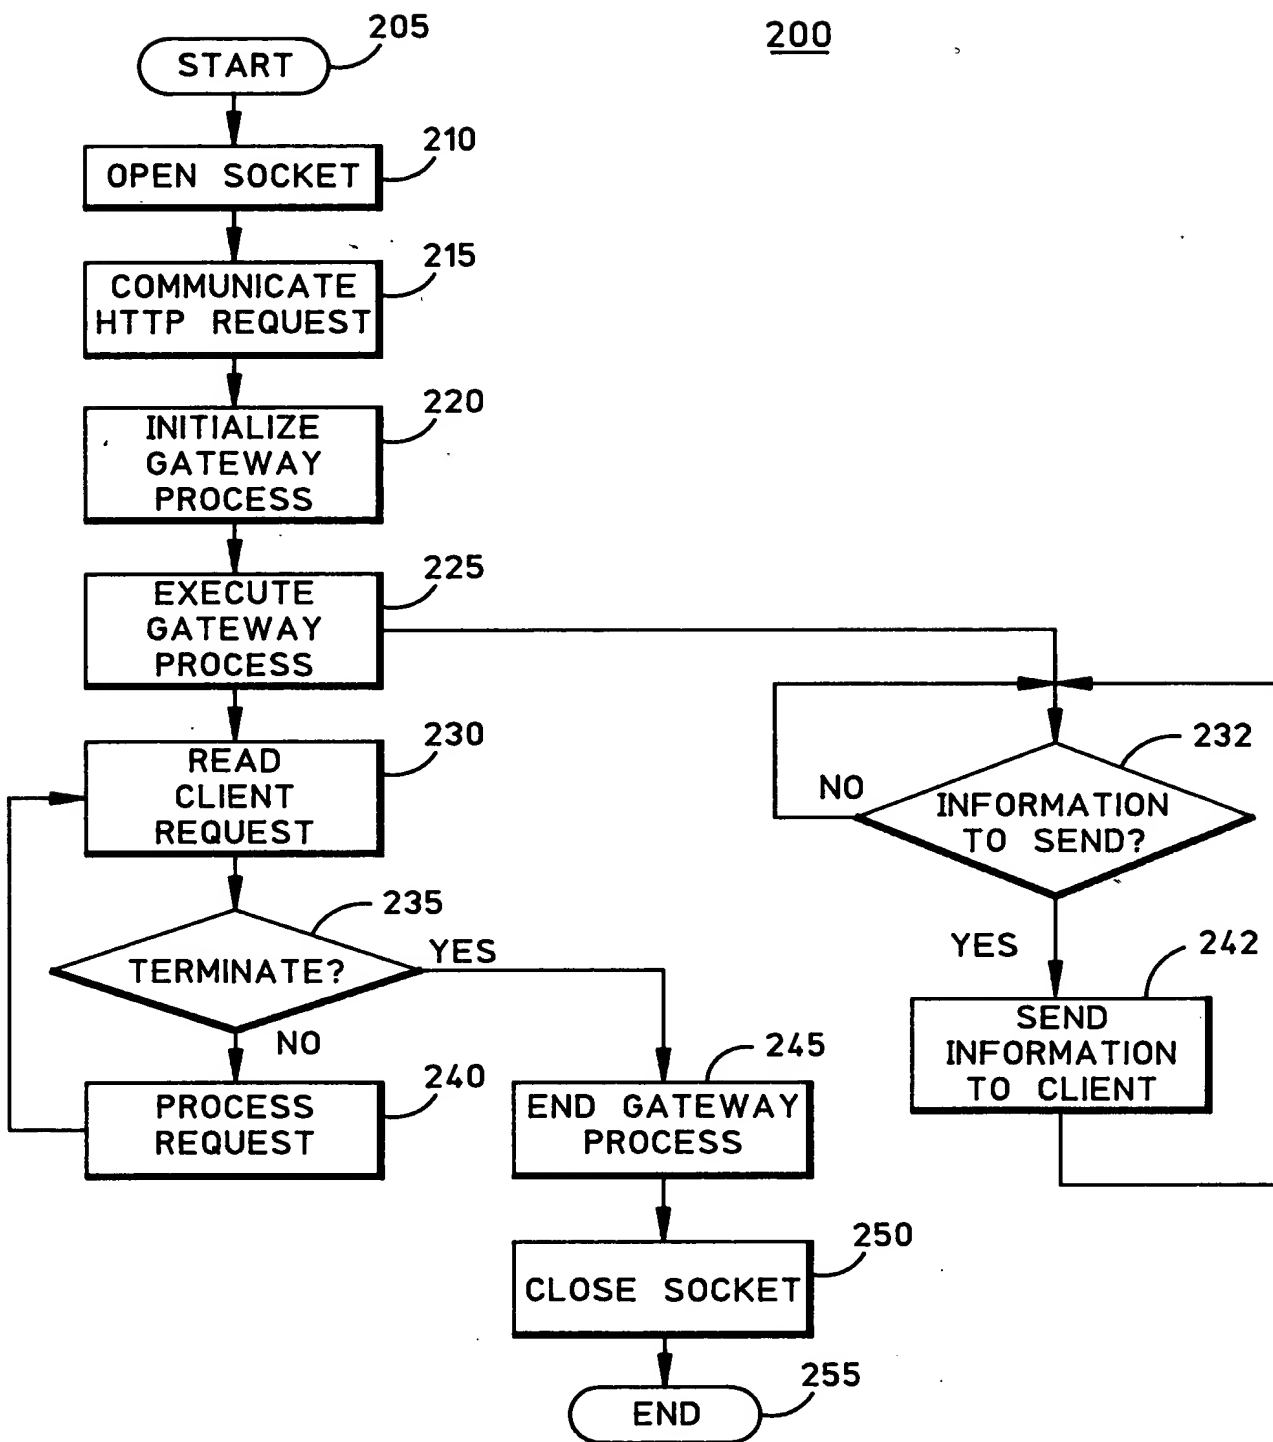 200
205
START
210
OPEN SOCKET
215
COMMUNICATE
HTTP REQUEST
220
INITIALIZE
GATEWAY
PROCESS
225
EXECUTE
GATEWAY
PROCESS
230
READ
CLIENT
REQUEST
232
NO
INFORMATION
TO SEND?
235
YES
TERMINATE?
NO
YES
242
SEND
INFORMATION
TO CLIENT
240
PROCESS
REQUEST
245
END GATEWAY
PROCESS
250
CLOSE SOCKET
255
END